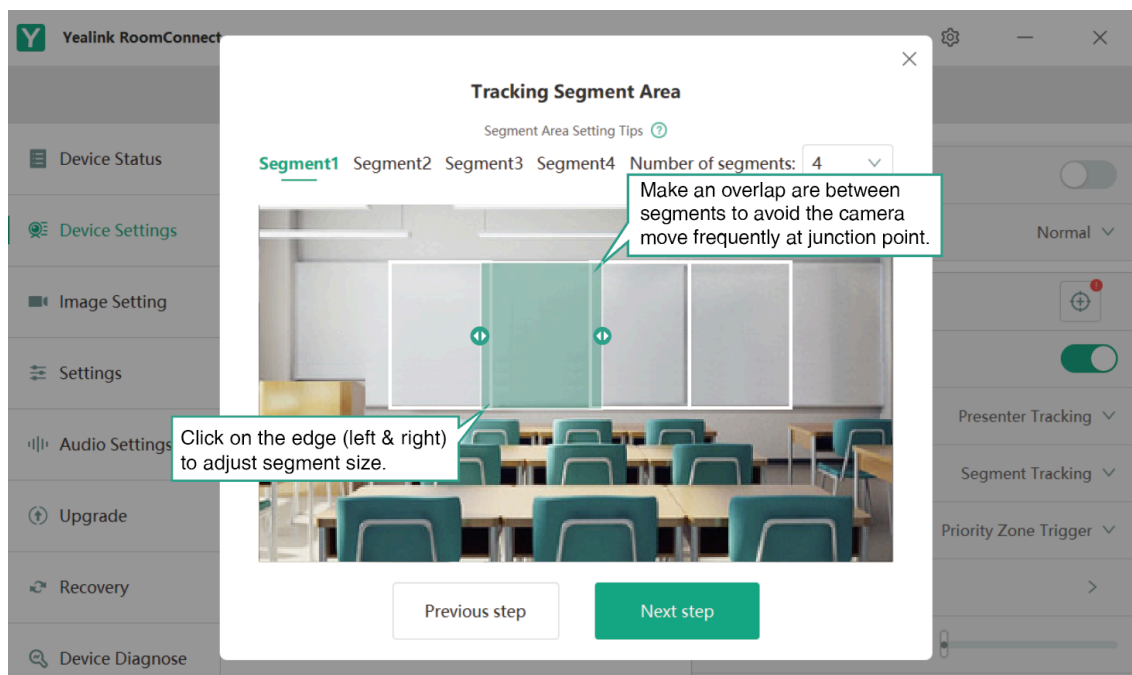 Y Yealink RoomConnect
Tracking Segment Area
Segment Area Setting Tips ?
Segment1 Segment2 Segment3 Segment4 Number of segments: 4
Make an overlap are between
segments to avoid the camera
move frequently at junction point.
Device Status
Device Settings
Normal
Image Setting
!
Settings
Click on the edge (left & right)
to adjust segment size.
Audio Settings
Presenter Tracking
Segment Tracking
Upgrade
Priority Zone Trigger
Recovery
Previous step
Next step
Device Diagnose